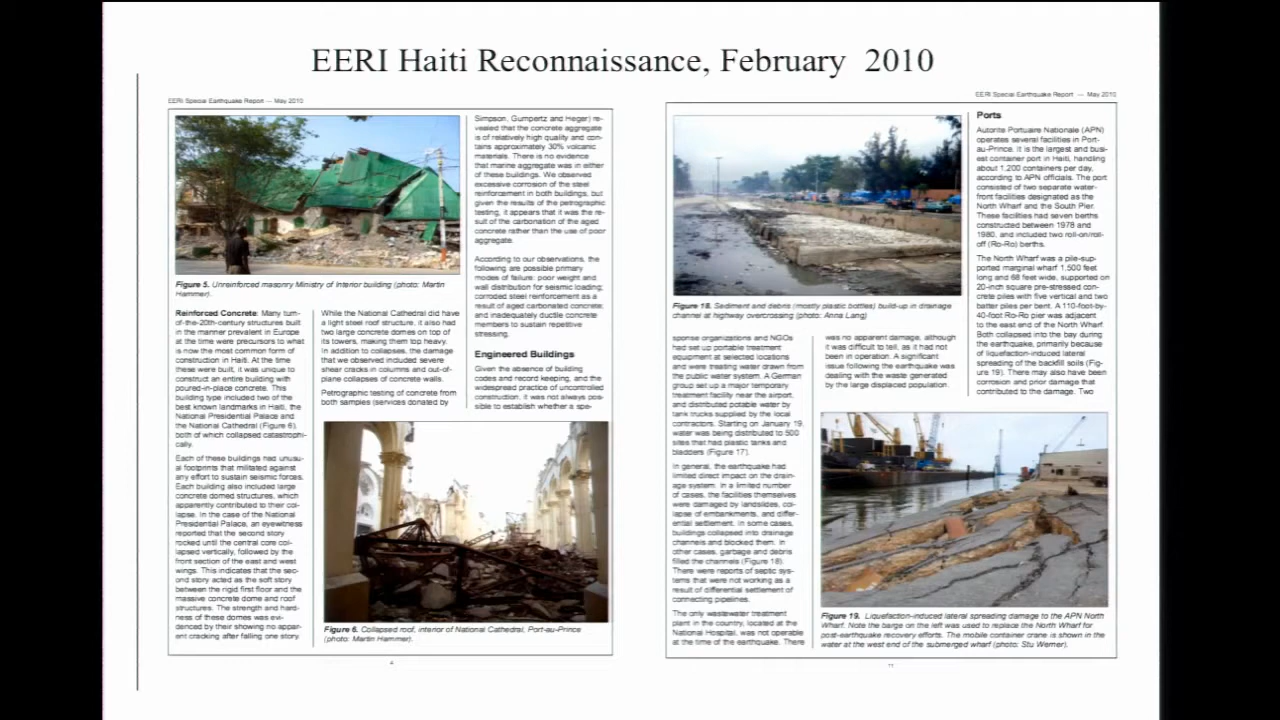 EERI Haiti Reconnaissance, February 2010
EERI Special Earthquake Report — May 2010
Figure 5. Unreinforced masonry Ministry of Interior building (photo: Martin
Hammer).
Reinforced Concrete: Many turn-
of-the-20th-century structures built
in the manner prevalent in Europe
at the time were precursors to what
is now the most common form of
construction in Haiti. At the time
these were built, it was unique to
construct an entire building with
poured-in-place concrete. This
building type included two of the
best known landmarks in Haiti, the
National Presidential Palace and
the National Cathedral (Figure 6),
both of which collapsed catastrophi-
cally.
Each of these buildings had unusu-
al footprints that militated against
any effort to sustain seismic forces.
Each building also included large
concrete domed structures, which
apparently contributed to their col-
lapse. In the case of the National
Presidential Palace, an eyewitness
reported that the second story
rocked until the central core col-
lapsed vertically, followed by the
front section of the east and west
wings. This indicates that the sec-
ond story acted as the soft story
between the rigid first floor and the
massive concrete dome and roof
structures. The strength and hard-
ness of these domes was evi-
denced by their showing no appar-
ent cracking after falling one story.
While the National Cathedral did have
a light steel roof structure, it also had
two large concrete domes on top of
its towers, making them top heavy.
In addition to collapses, the damage
that we observed included severe
shear cracks in columns and out-of-
plane collapses of concrete walls.
Petrographic testing of concrete from
both samples (services donated by
Simpson, Gumpertz and Heger) re-
vealed that the concrete aggregate
is of relatively high quality and con-
tains approximately 30% volcanic
materials. There is no evidence
that marine aggregate was in either
of these buildings. We observed
excessive corrosion of the steel
reinforcement in both buildings, but
given the results of the petrographic
testing, it appears that it was the re-
sult of the carbonation of the aged
concrete rather than the use of poor
aggregate.
According to our observations, the
following are possible primary
modes of failure: poor weight and
wall distribution for seismic loading;
corroded steel reinforcement as a
result of aged carbonated concrete;
and inadequately ductile concrete
members to sustain repetitive
stressing.
Engineered Buildings
Given the absence of building
codes and record keeping, and the
widespread practice of uncontrolled
construction, it was not always pos-
sible to establish whether a spe-
Figure 6. Collapsed roof, interior of National Cathedral, Port-au-Prince
(photo: Martin Hammer).
4
EERI Special Earthquake Report — May 2010
Figure 18. Sediment and debris (mostly plastic bottles) build-up in drainage
channel at highway overcrossing (photo: Anna Lang)
sponse organizations and NGOs
had set up portable treatment
equipment at selected locations
and were treating water drawn from
the public water system. A German
group set up a major temporary
treatment facility near the airport,
and distributed potable water by
tank trucks supplied by the local
contractors. Starting on January 19,
water was being distributed to 500
sites that had plastic tanks and
bladders (Figure 17).
In general, the earthquake had
limited direct impact on the drain-
age system. In a limited number
of cases, the facilities themselves
were damaged by landslides, col-
lapse of embankments, and differ-
ential settlement. In some cases,
buildings collapsed into drainage
channels and blocked them. In
other cases, garbage and debris
filled the channels (Figure 18).
There were reports of septic sys-
tems that were not working as a
result of differential settlement of
connecting pipelines.
The only wastewater treatment
plant in the country, located at the
National Hospital, was not operable
at the time of the earthquake. There
was no apparent damage, although
it was difficult to tell, as it had not
been in operation. A significant
issue following the earthquake was
dealing with the waste generated
by the large displaced population.
Ports
Autorite Portuaire Nationale (APN)
operates several facilities in Port-
au-Prince. It is the largest and busi-
est container port in Haiti, handling
about 1,200 containers per day,
according to APN officials. The port
consisted of two separate water-
front facilities designated as the
North Wharf and the South Pier.
These facilities had seven berths
constructed between 1978 and
1980, and included two roll-on/roll-
off (Ro-Ro) berths.
The North Wharf was a pile-sup-
ported marginal wharf 1,500 feet
long and 68 feet wide, supported on
20-inch square pre-stressed con-
crete piles with five vertical and two
batter piles per bent. A 110-foot-by-
40-foot Ro-Ro pier was adjacent
to the east end of the North Wharf.
Both collapsed into the bay during
the earthquake, primarily because
of liquefaction-induced lateral
spreading of the backfill soils (Fig-
ure 19). There may also have been
corrosion and prior damage that
contributed to the damage. Two
Figure 19. Liquefaction-induced lateral spreading damage to the APN North
Wharf. Note the barge on the left was used to replace the North Wharf for
post-earthquake recovery efforts. The mobile container crane is shown in the
water at the west end of the submerged wharf (photo: Stu Werner).
11